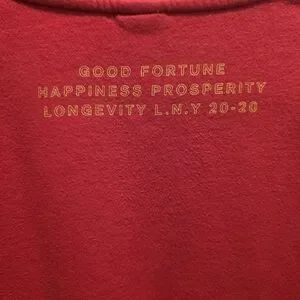 GOOD FORTUNE
HAPPINESS PROSPERITY
LONGEVITY L.N.Y 20-20